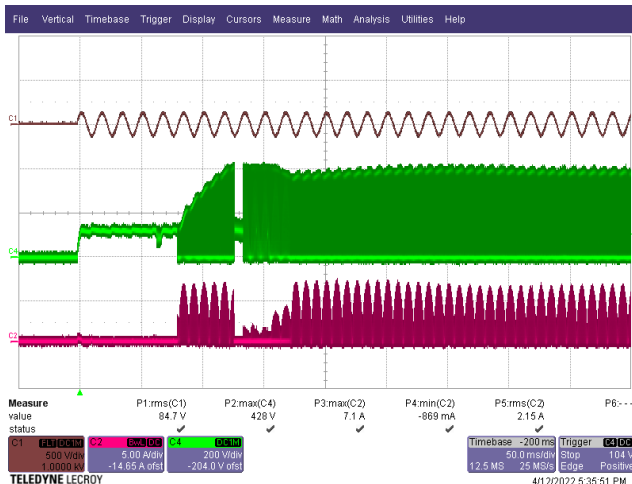 File Vertical Timebase Trigger Display Cursors Measure Math Analysis Utilities Help
C1
C4
C2
Measure P1:rms(C1) P2:max(C4) P3:max(C2) P4:min(C2) P5:rms(C2) P6:- - -
value 84.7 V 428 V 7.1 A -869 mA 2.15 A
status
C1 FLT DC1M C2 BwL DC C4 DC1M Timebase -200 ms Trigger C4 DC
500 V/div 5.00 A/div 200 V/div 50.0 ms/div Stop 104 V
1.0000 kV -14.65 A ofst -204.0 V ofst 12.5 MS 25 MS/s Edge Positive
TELEDYNE LECROY 4/12/2022 5:35:51 PM